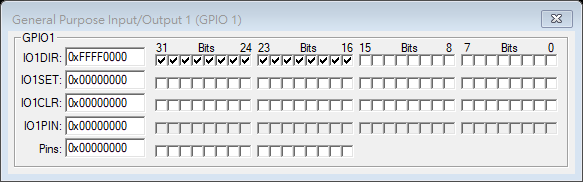 General Purpose Input/Output 1 (GPIO 1)
GPIO1
31 Bits 24 23 Bits 16 15 Bits 8 7 Bits 0
IO1DIR: 0xFFFF0000
IO1SET: 0x00000000
IO1CLR: 0x00000000
IO1PIN: 0x00000000
Pins: 0x00000000